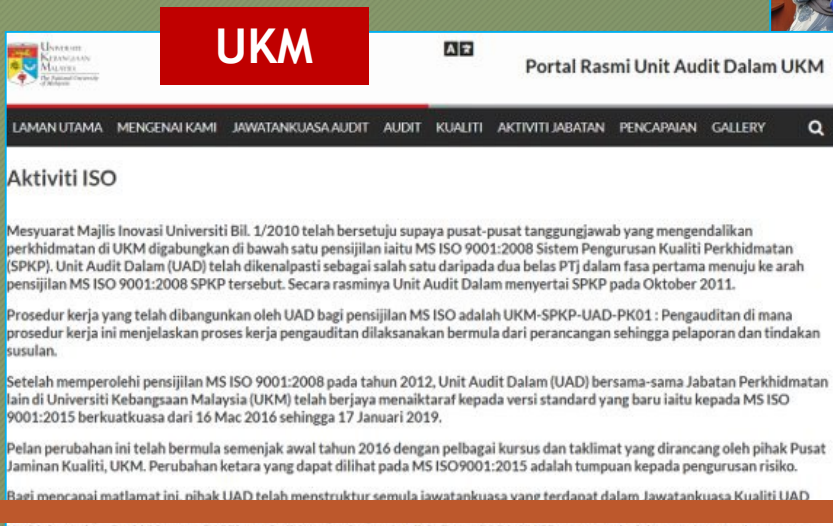 UKM
UNIVERSITI
KEBANGSAAN
MALAYSIA
The National University
of Malaysia
Portal Rasmi Unit Audit Dalam UKM
LAMAN UTAMA MENGENAI KAMI JAWATANKUASA AUDIT AUDIT KUALITI AKTIVITI JABATAN PENCAPAIAN GALLERY
Aktiviti ISO
Mesyuarat Majlis Inovasi Universiti Bil. 1/2010 telah bersetuju supaya pusat-pusat tanggungjawab yang mengendalikan
perkhidmatan di UKM digabungkan di bawah satu pensijilan iaitu MS ISO 9001:2008 Sistem Pengurusan Kualiti Perkhidmatan
(SPKP). Unit Audit Dalam (UAD) telah dikenalpasti sebagai salah satu daripada dua belas PTj dalam fasa pertama menuju ke arah
pensijilan MS ISO 9001:2008 SPKP tersebut. Secara rasminya Unit Audit Dalam menyertai SPKP pada Oktober 2011.
Prosedur kerja yang telah dibangunkan oleh UAD bagi pensijilan MS ISO adalah UKM-SPKP-UAD-PK01 : Pengauditan di mana
prosedur kerja ini menjelaskan proses kerja pengauditan dilaksanakan bermula dari perancangan sehingga pelaporan dan tindakan
susulan.
Setelah memperolehi pensijilan MS ISO 9001:2008 pada tahun 2012, Unit Audit Dalam (UAD) bersama-sama Jabatan Perkhidmatan
lain di Universiti Kebangsaan Malaysia (UKM) telah berjaya menaiktaraf kepada versi standard yang baru iaitu kepada MS ISO
9001:2015 berkuatkuasa dari 16 Mac 2016 sehingga 17 Januari 2019.
Pelan perubahan ini telah bermula semenjak awal tahun 2016 dengan pelbagai kursus dan taklimat yang dirancang oleh pihak Pusat
Jaminan Kualiti, UKM. Perubahan ketara yang dapat dilihat pada MS ISO9001:2015 adalah tumpuan kepada pengurusan risiko.
Bagi mencapai matlamat ini, pihak UAD telah menstruktur semula jawatankuasa yang terdapat dalam Jawatankuasa Kualiti UAD